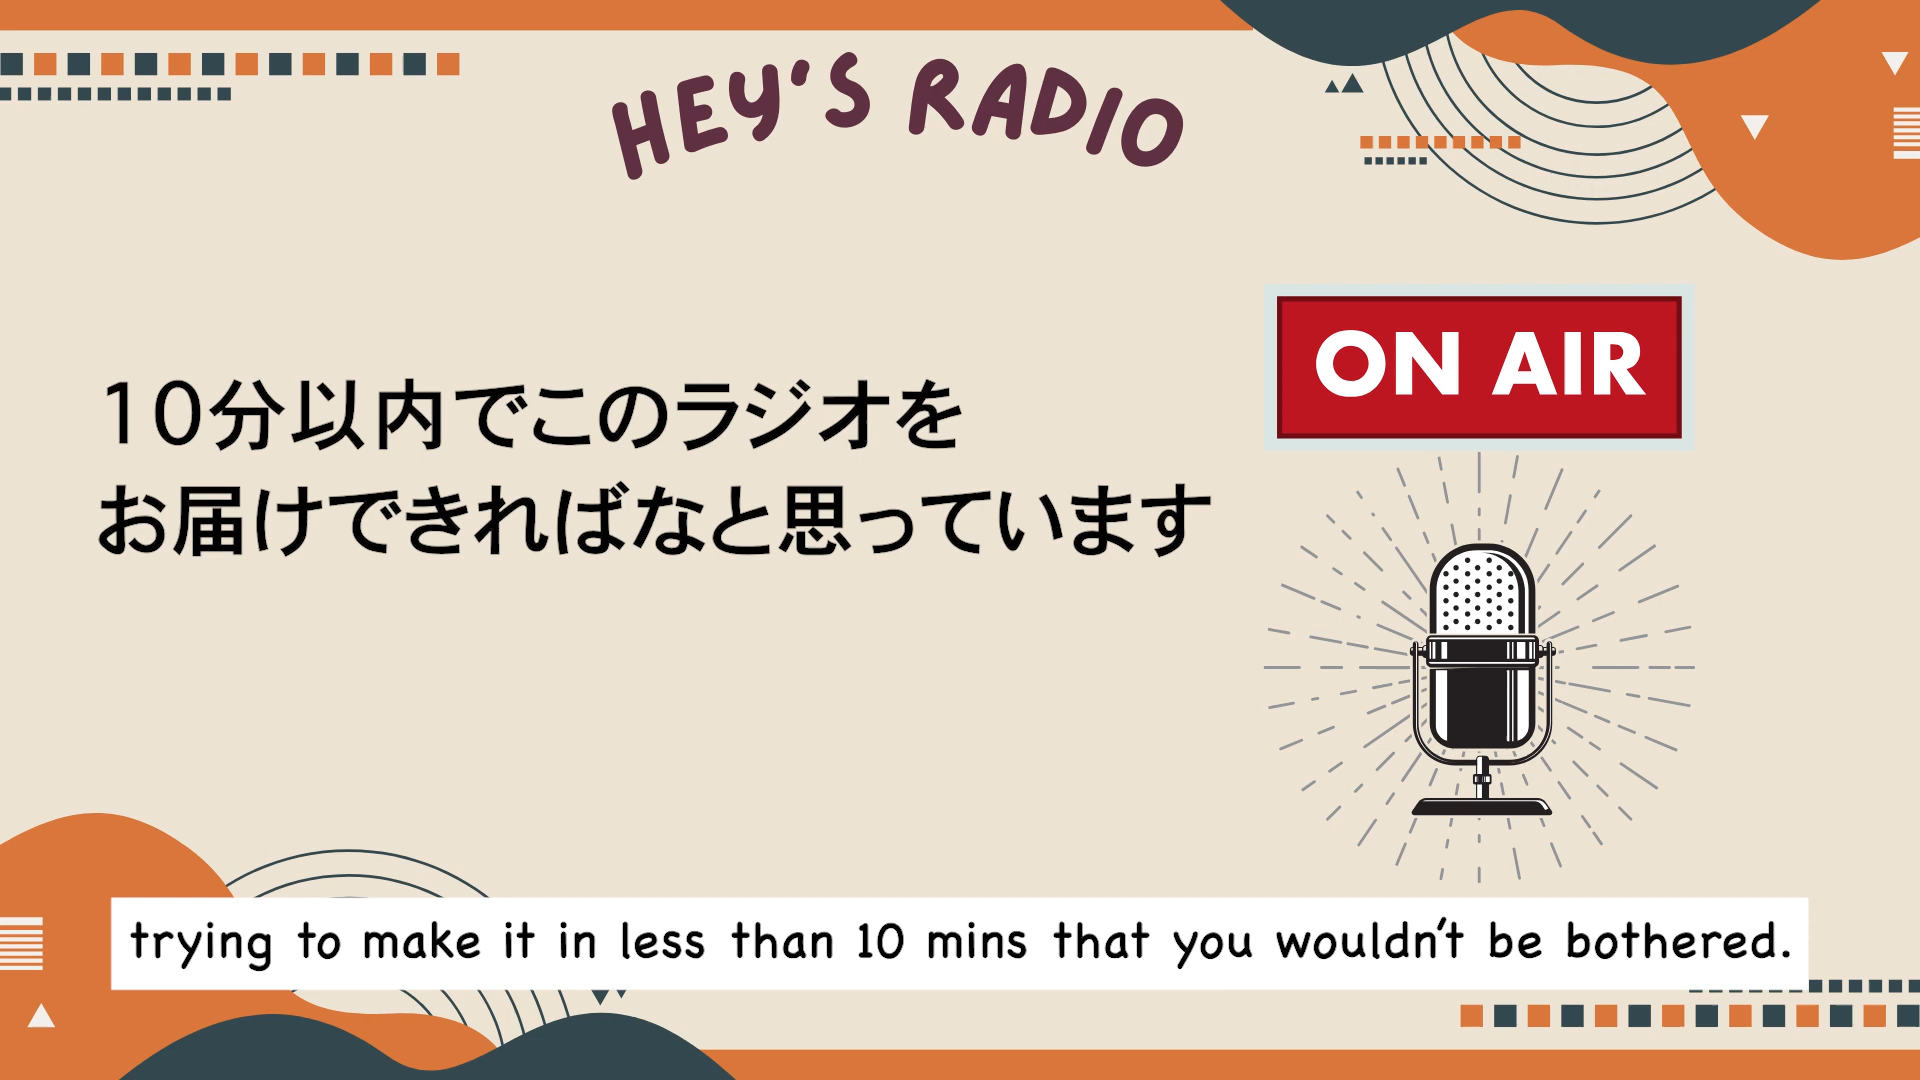 HEY'S RADIO
ON AIR
10分以内でこのラジオを
お届けできればなと思っています
trying to make it in less than 10 mins that you wouldn't be bothered.